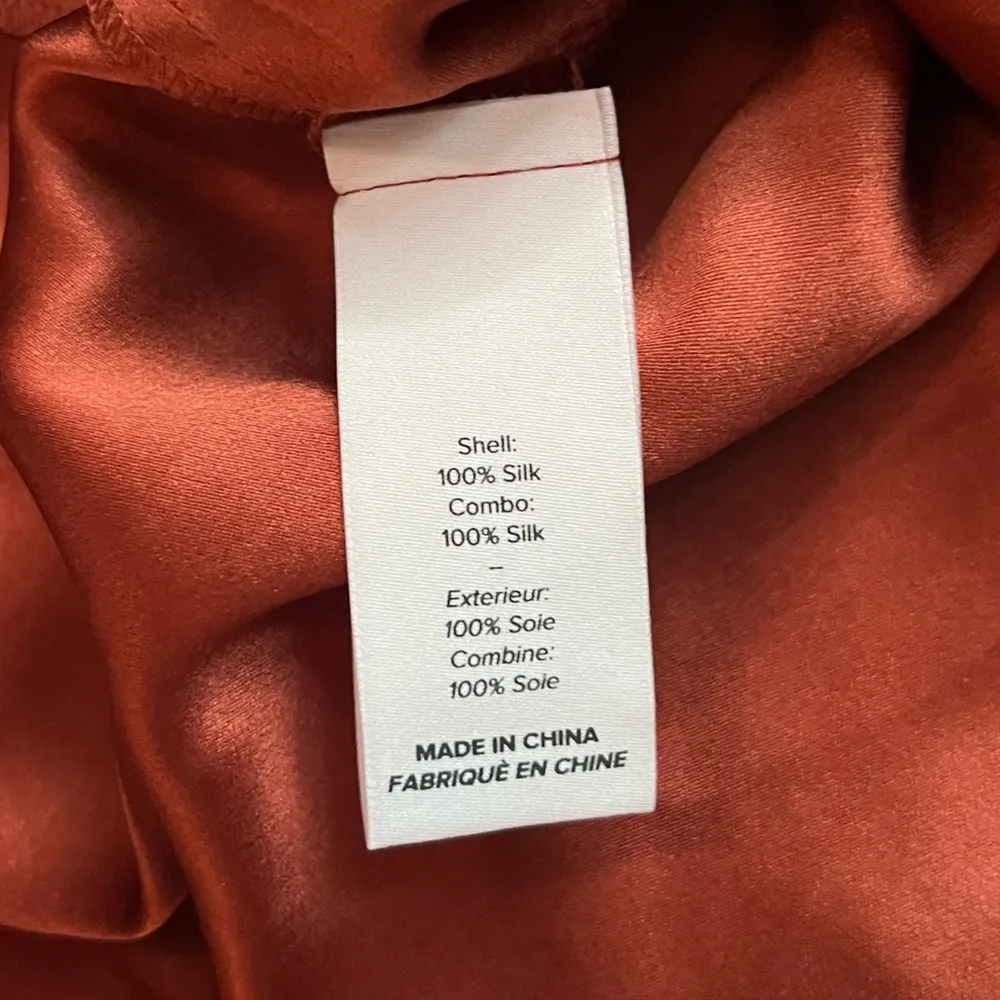 Shell:
100% Silk
Combo:
100% Silk
–
Exterieur:
100% Soie
Combine:
100% Soie
MADE IN CHINA
FABRIQUÈ EN CHINE